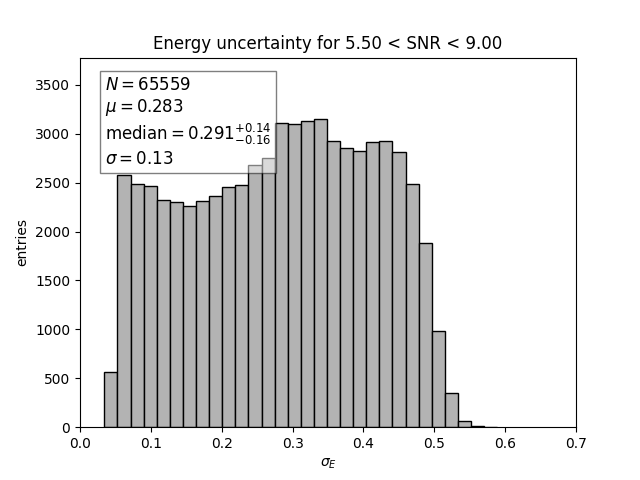 Energy uncertainty for 5.50 < SNR < 9.00
3500
3000
2500
2000
1500
1000
500
0
entries
N = 65559
μ = 0.283
median = 0.291+0.14 −0.16
σ = 0.13
0.0 0.1 0.2 0.3 0.4 0.5 0.6 0.7
σE